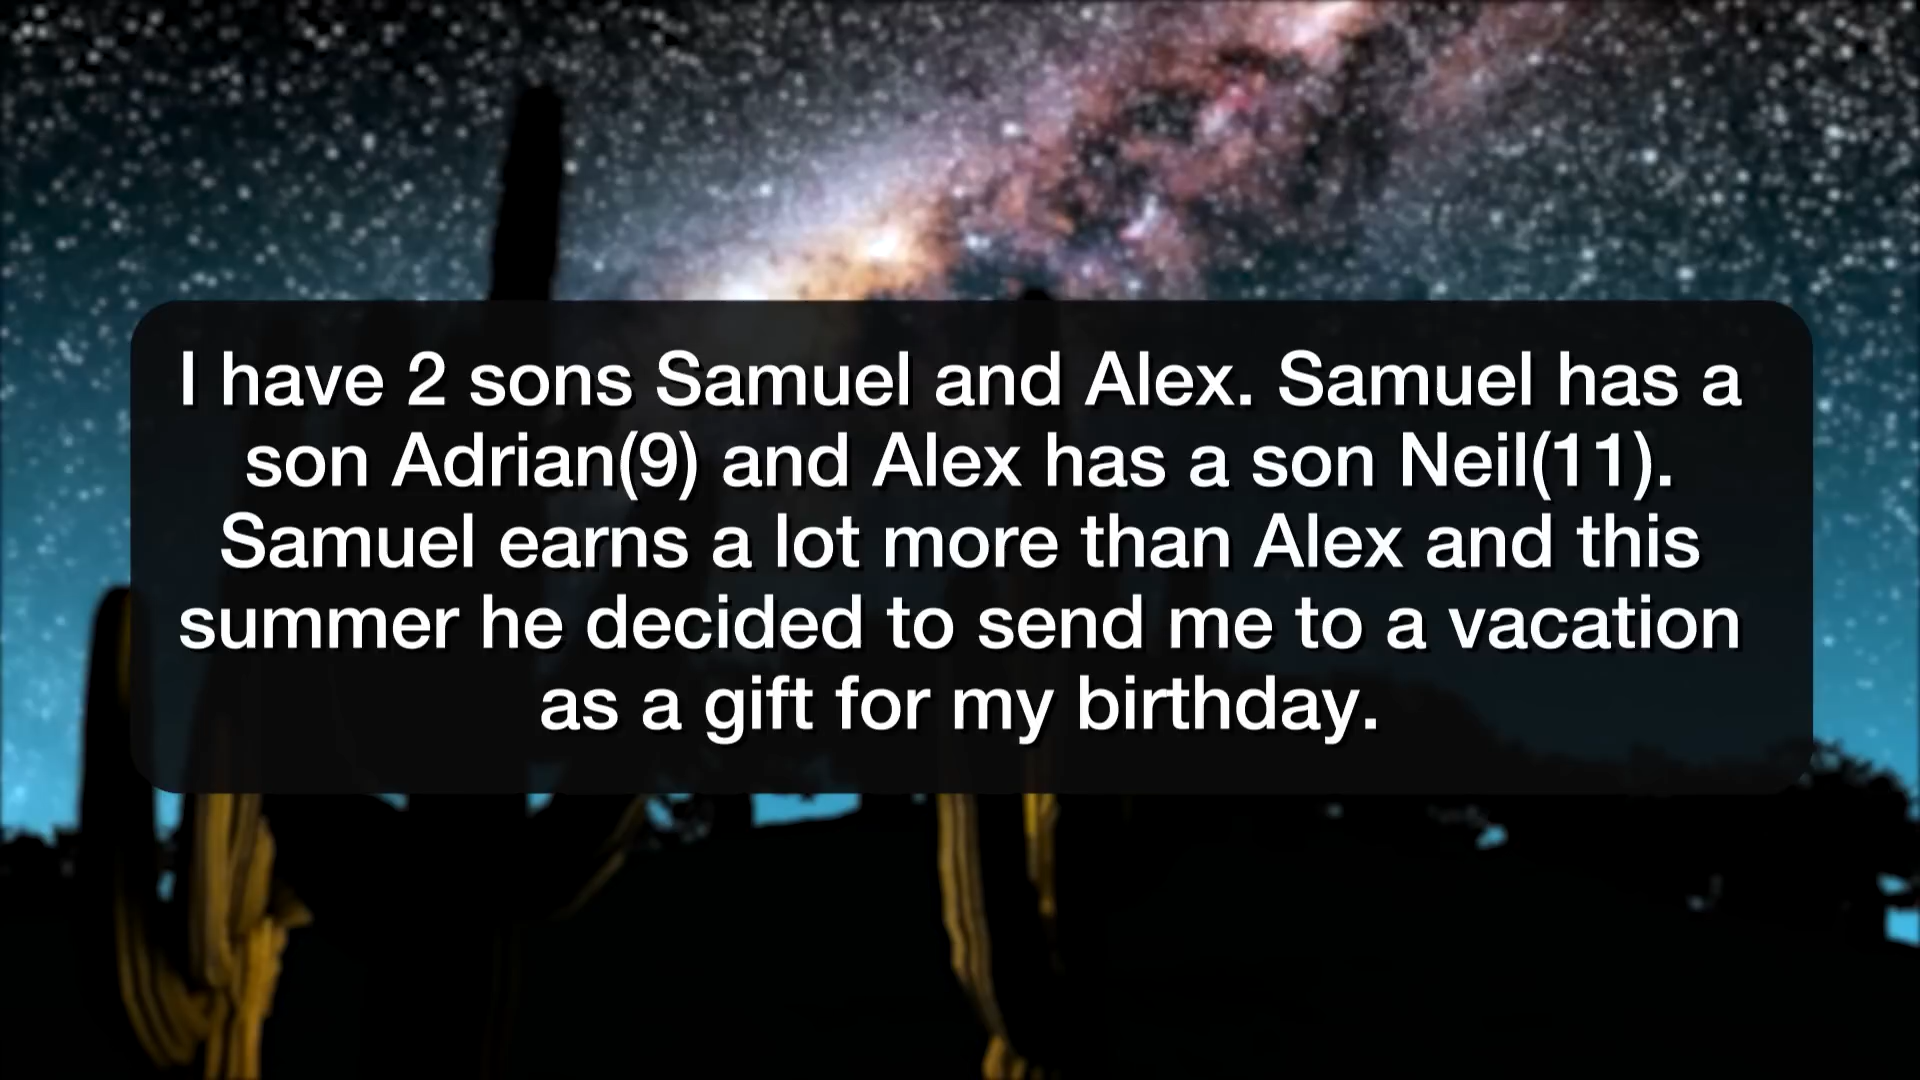 I have 2 sons Samuel and Alex. Samuel has a
son Adrian(9) and Alex has a son Neil(11).
Samuel earns a lot more than Alex and this
summer he decided to send me to a vacation
as a gift for my birthday.